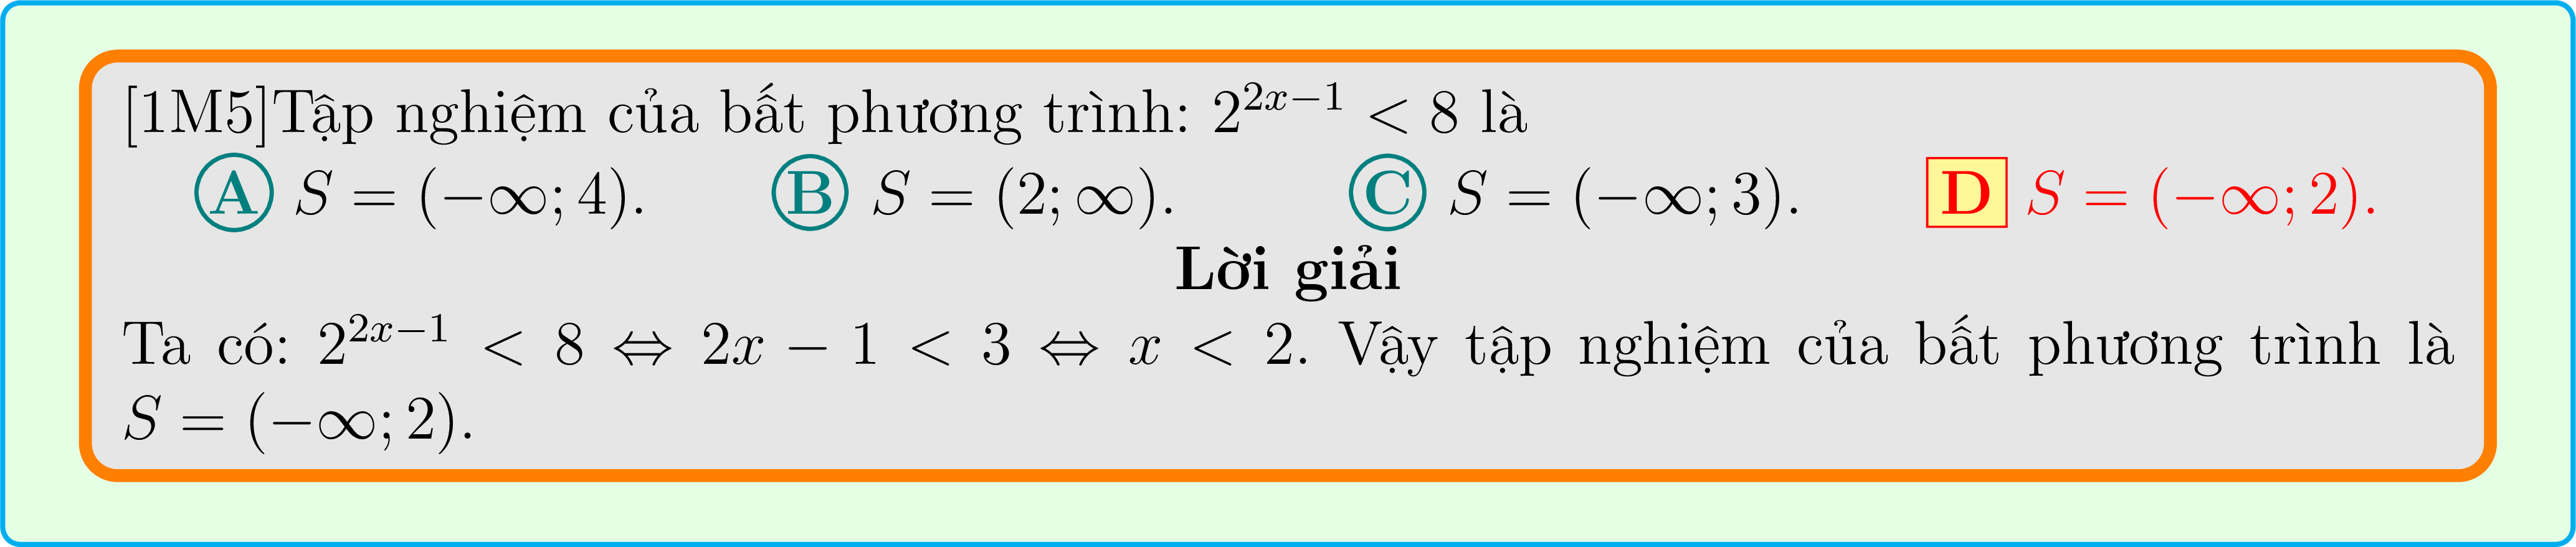 [1M5]Tập nghiệm của bất phương trình: $2^{2x-1} < 8$ là
A $S = (-\infty; 4)$. B $S = (2; \infty)$. C $S = (-\infty; 3)$. D $S = (-\infty; 2)$.
Lời giải
Ta có: $2^{2x-1} < 8 \Leftrightarrow 2x - 1 < 3 \Leftrightarrow x < 2$. Vậy tập nghiệm của bất phương trình là
$S = (-\infty; 2)$.